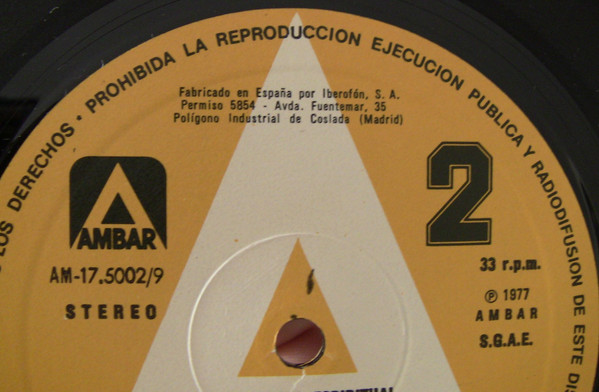 LOS DERECHOS • PROHIBIDA LA REPRODUCCION EJECUCION PUBLICA Y RADIODIFUSION DE ESTE
Fabricado en España por Iberofón, S. A.
Permiso 5854 - Avda. Fuentemar, 35
Polígono Industrial de Coslada (Madrid)
AMBAR
2
AM-17.5002/9
33 r.p.m.
STEREO
℗ 1977
AMBAR
S.G.A.E.